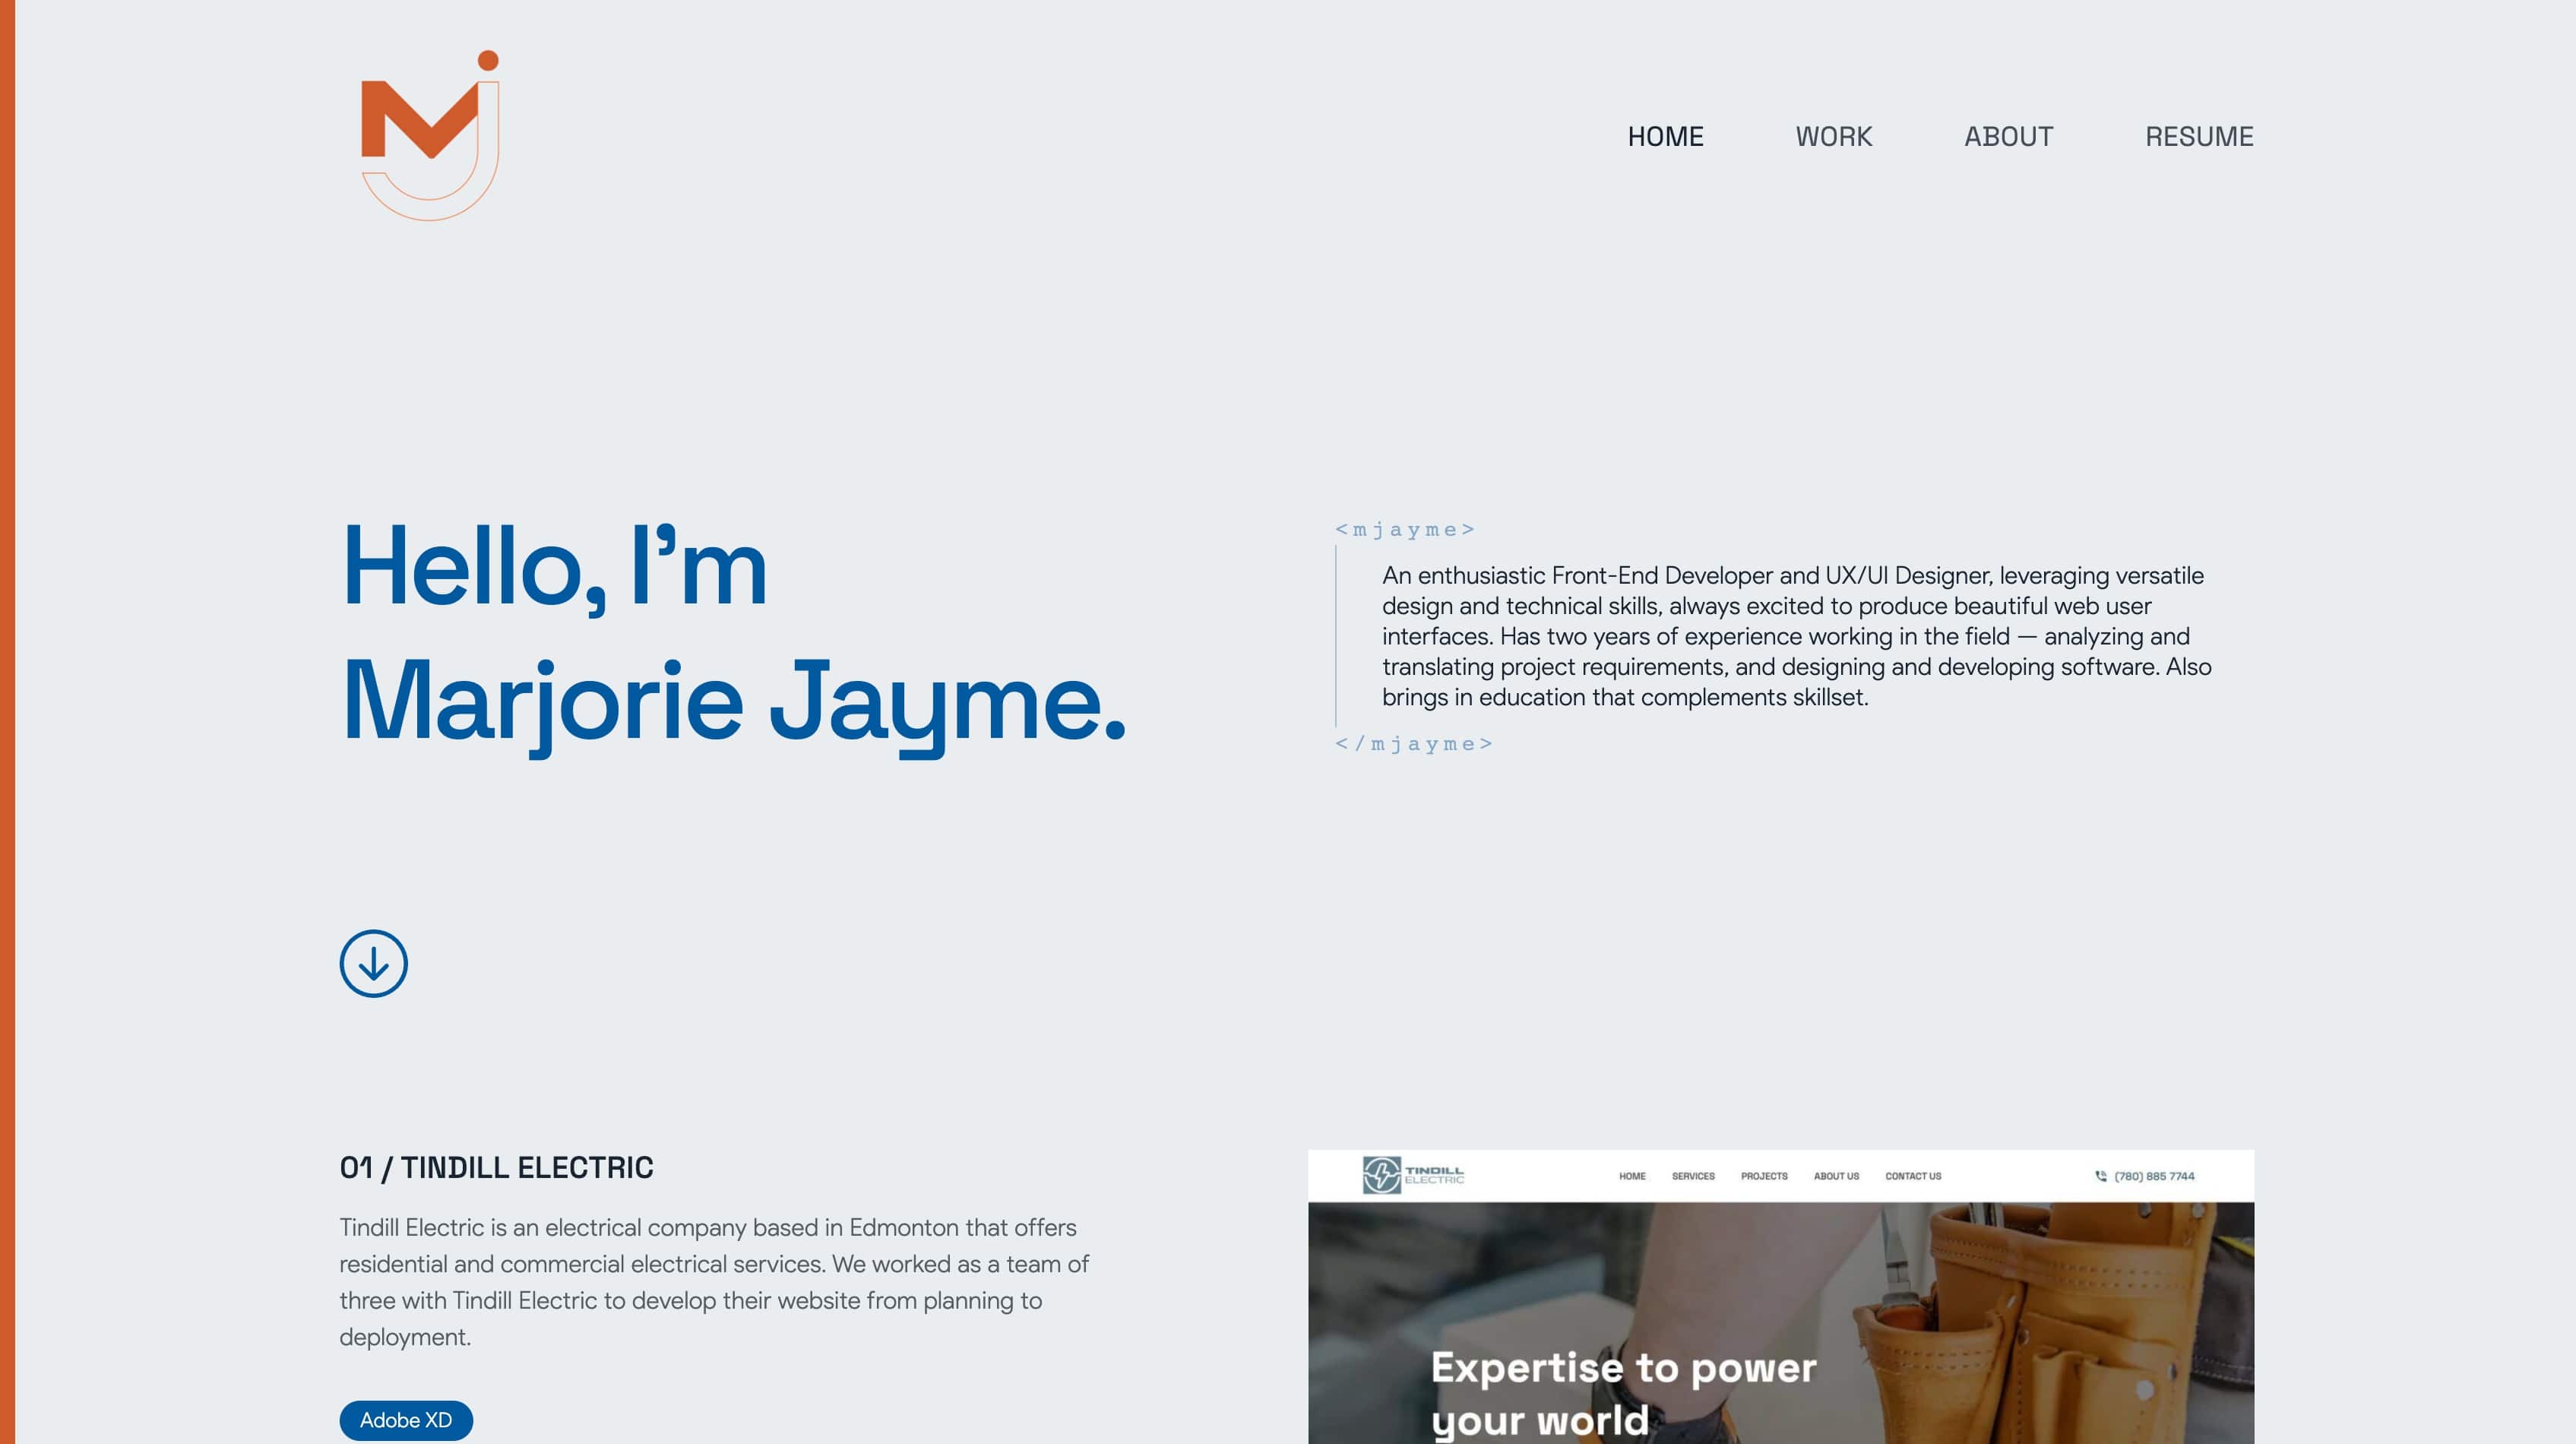 MJ
HOME WORK ABOUT RESUME
Hello, I’m
Marjorie Jayme.
<mjayme>
An enthusiastic Front-End Developer and UX/UI Designer, leveraging versatile
design and technical skills, always excited to produce beautiful web user
interfaces. Has two years of experience working in the field — analyzing and
translating project requirements, and designing and developing software. Also
brings in education that complements skillset.
</mjayme>
01 / TINDILL ELECTRIC
Tindill Electric is an electrical company based in Edmonton that offers
residential and commercial electrical services. We worked as a team of
three with Tindill Electric to develop their website from planning to
deployment.
Adobe XD
TINDILL
ELECTRIC
HOME SERVICES PROJECTS ABOUT US CONTACT US (780) 885 7744
Expertise to power
your world